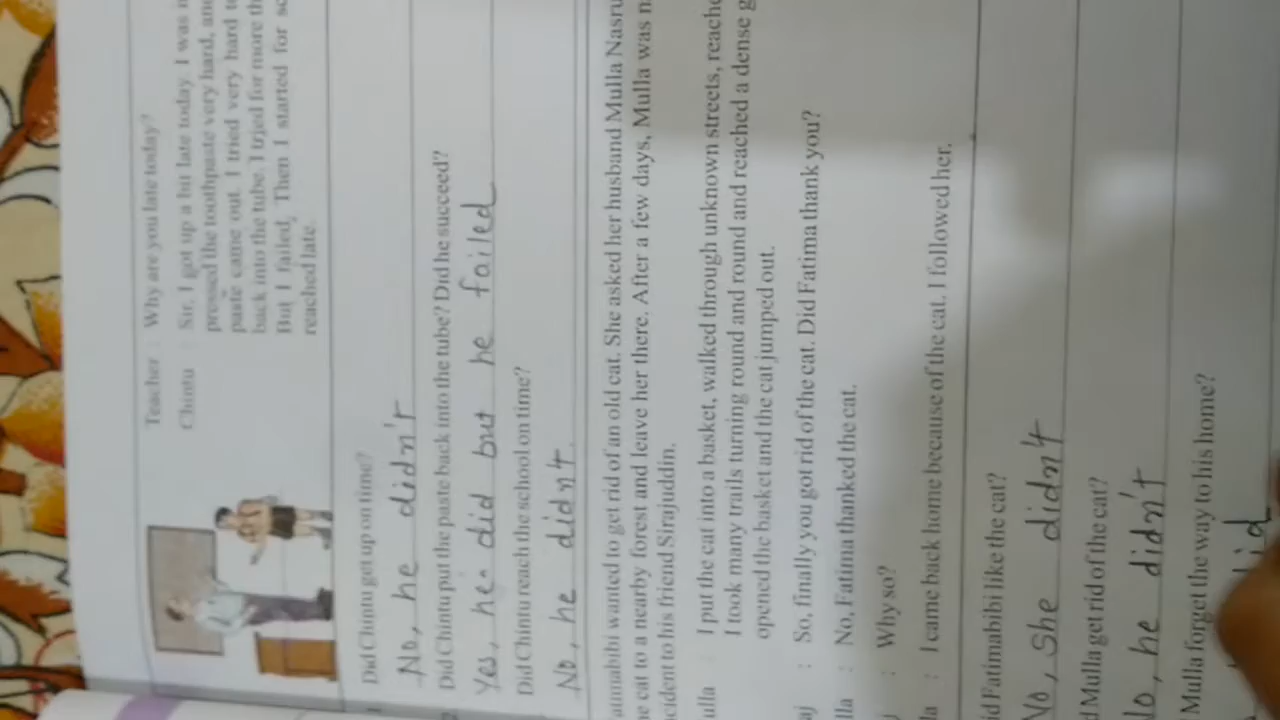 Teacher : Why are you late today?
Chintu : Sir, I got up a bit late today. I was
pressed the toothpaste very hard, and
paste came out. I tried very hard
back into the tube. I tried for more
But I failed. Then I started for
reached late.
Did Chintu get up on time?
No, he didn't
Did Chintu put the paste back into the tube? Did he succeed?
Yes, he did but he failed
Did Chintu reach the school on time?
No, he didn't.
atimabibi wanted to get rid of an old cat. She asked her husband Mulla Nasru
e cat to a nearby forest and leave her there. After a few days, Mulla was
cident to his friend Sirajuddin.
ulla I put the cat into a basket, walked through unknown streets, reache
I took many trails turning round and round and reached a dense
opened the basket and the cat jumped out.
aj : So, finally you got rid of the cat. Did Fatima thank you?
lla : No, Fatima thanked the cat.
: Why so?
la : I came back home because of the cat. I followed her.
id Fatimabibi like the cat?
No, she didn't
d Mulla get rid of the cat?
No, he didn't
Mulla forget the way to his home?